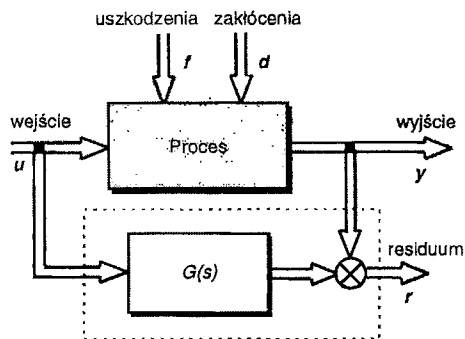 uszkodzenia zakłócenia
f d
wejście
u
Proces
wyjście
y
G(s)
residuum
r